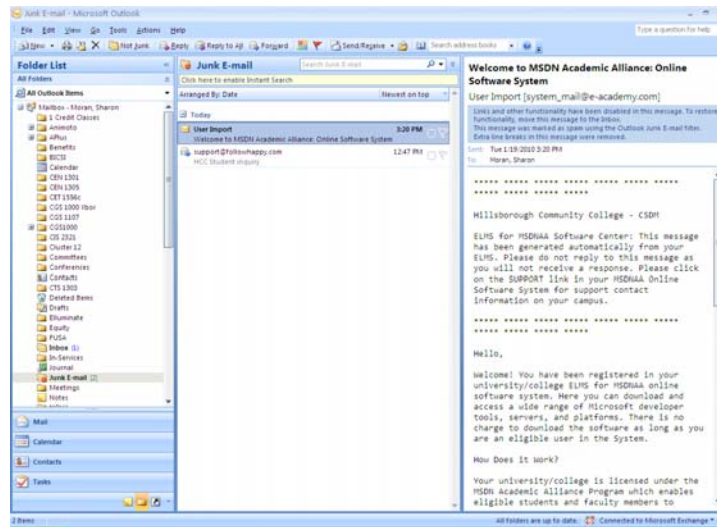 Junk E-mail - Microsoft Outlook
File Edit View Go Tools Actions Help
Type a question for help
New Not Junk Reply Reply to All Forward Send/Receive Search address books
Folder List
All Folders
All Outlook Items
Mailbox - Moran, Sharon
1 Credit Classes
Animoto
APlus
Benefits
BICSI
Calendar
CEN 1301
CEN 1305
CET 1556c
CGS 1000 Xbor
CGS 1107
CGS1000
CIS 2321
Cluster 12
Committees
Conferences
Contacts
CTS 1303
Deleted Items
Drafts
Elluminate
Equity
FUSA
Inbox (1)
In-Services
Journal
Junk E-mail [2]
Meetings
Notes
Mail
Calendar
Contacts
Tasks
2 Items
Junk E-mail
Search Junk E-mail
Click here to enable Instant Search
Arranged By: Date Newest on top
Today
User Import 3:20 PM
Welcome to MSDN Academic Alliance: Online Software System
support@followhappy.com 12:47 PM
HCC Student inquiry
Welcome to MSDN Academic Alliance: Online
Software System
User Import [system_mail@e-academy.com]
Links and other functionality have been disabled in this message. To restore
functionality, move this message to the Inbox.
This message was marked as spam using the Outlook Junk E-mail filter.
Extra line breaks in this message were removed.
Sent: Tue 1/19/2010 3:20 PM
To: Moran, Sharon
***** ***** ***** ***** ***** ***** *****
***** ***** ***** ***** *****
Hillsborough Community College - CSDM
ELMS for MSDNAA Software Center: This message
has been generated automatically from your
ELMS. Please do not reply to this message as
you will not receive a response. Please click
on the SUPPORT link in your MSDNAA Online
Software System for support contact
information on your campus.
***** ***** ***** ***** ***** ***** *****
***** ***** ***** ***** *****
Hello,
Welcome! You have been registered in your
university/college ELMS for MSDNAA online
software system. Here you can download and
access a wide range of Microsoft developer
tools, servers, and platforms. There is no
charge to download the software as long as you
are an eligible user in the System.
How Does it Work?
Your university/college is licensed under the
MSDN Academic Alliance Program which enables
eligible students and faculty members to
All folders are up to date. Connected to Microsoft Exchange